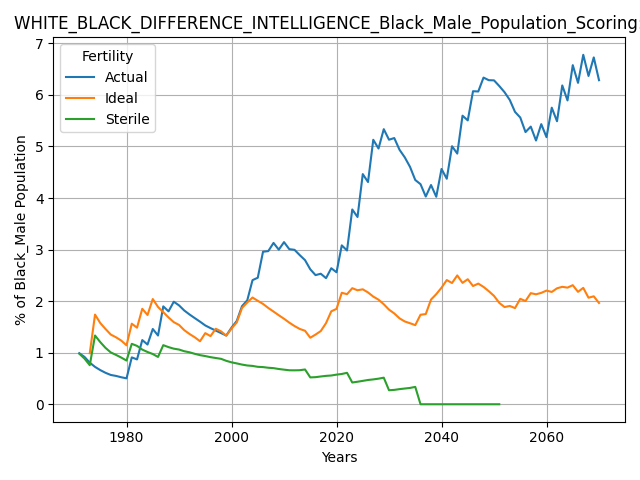 WHITE_BLACK_DIFFERENCE_INTELLIGENCE_Black_Male_Population_Scoring
Fertility
Actual
Ideal
Sterile
% of Black_Male Population
7
6
5
4
3
2
1
0
1980
2000
2020
2040
2060
Years